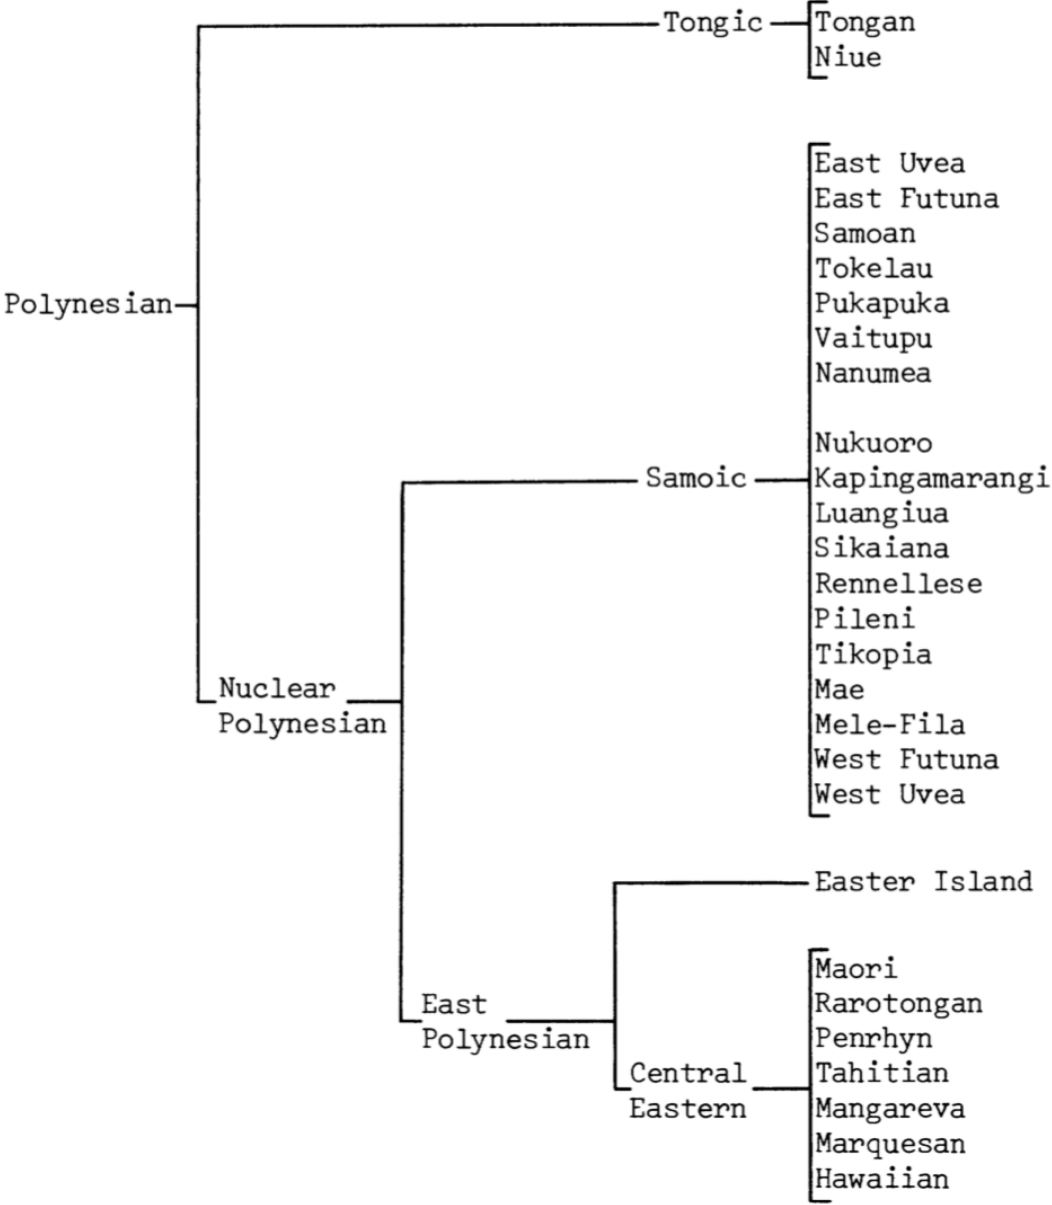 Tongic
Tongan
Niue
East Uvea
East Futuna
Samoan
Tokelau
Polynesian
Pukapuka
Vaitupu
Nanumea
Nukuoro
Samoic
Kapingamarangi
Luangiua
Sikaiana
Rennellese
Pileni
Tikopia
Nuclear
Polynesian
Mae
Mele-Fila
West Futuna
West Uvea
Easter Island
East
Polynesian
Maori
Rarotongan
Penrhyn
Central
Eastern
Tahitian
Mangareva
Marquesan
Hawaiian